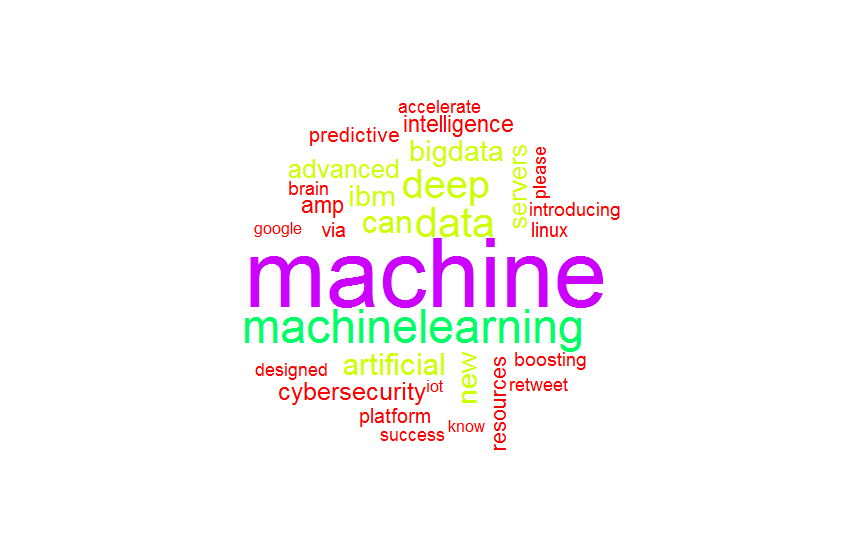 accelerate
intelligence
predictive
bigdata
servers
please
advanced
deep
brain
ibm
amp
introducing
can
data
google
via
linux
machine
machinelearning
artificial
new
resources
boosting
designed
cybersecurity
iot
retweet
platform
know
success